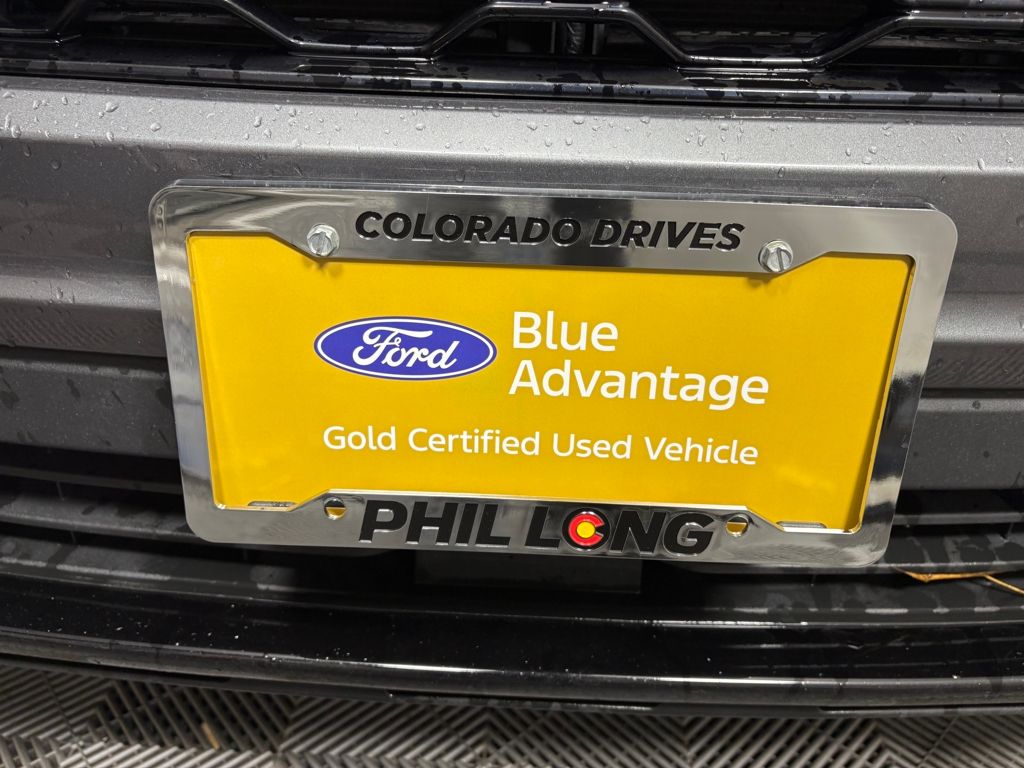 COLORADO DRIVES
Ford
Blue
Advantage
Gold Certified Used Vehicle
PHIL LONG